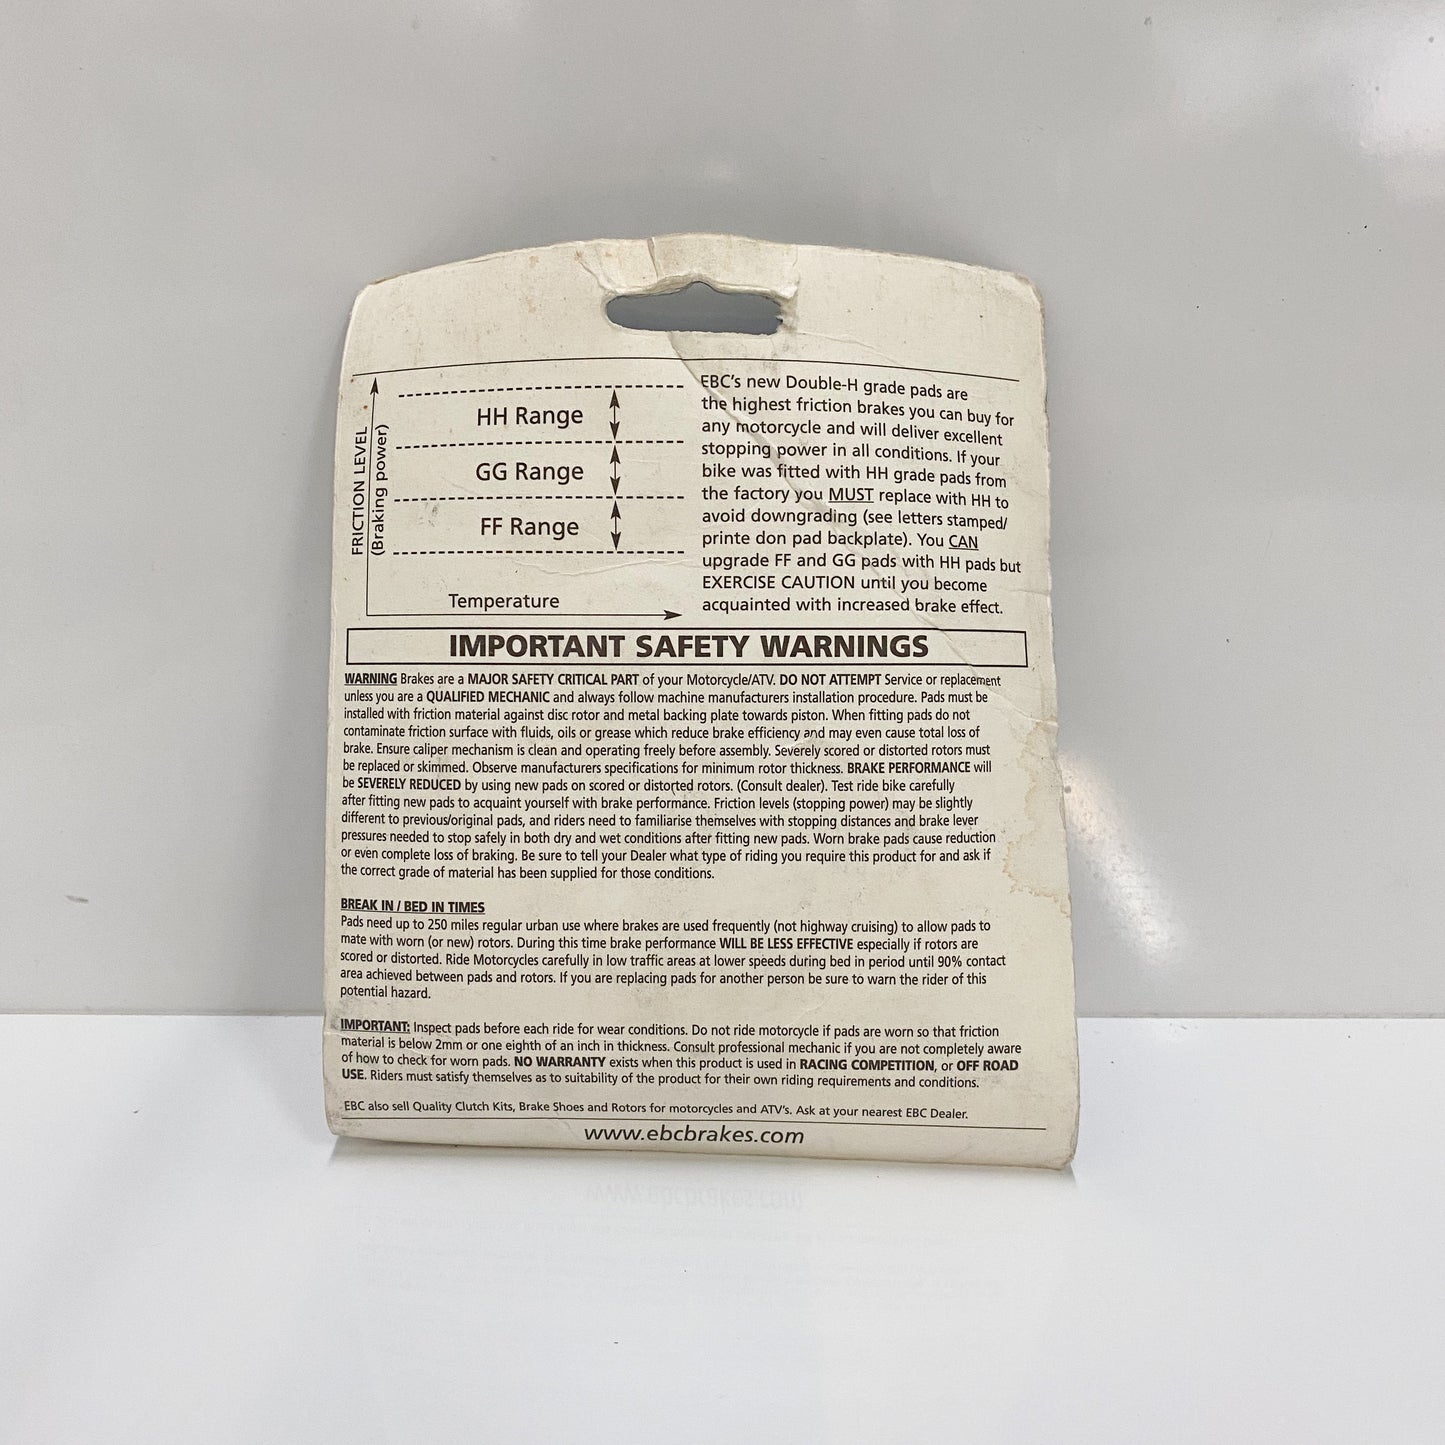 FRICTION LEVEL
(Braking power)
HH Range
GG Range
FF Range
Temperature
EBC's new Double-H grade pads are
the highest friction brakes you can buy for
any motorcycle and will deliver excellent
stopping power in all conditions. If your
bike was fitted with HH grade pads from
the factory you MUST replace with HH to
avoid downgrading (see letters stamped/
printe don pad backplate). You CAN
upgrade FF and GG pads with HH pads but
EXERCISE CAUTION until you become
acquainted with increased brake effect.
IMPORTANT SAFETY WARNINGS
WARNING Brakes are a MAJOR SAFETY CRITICAL PART of your Motorcycle/ATV. DO NOT ATTEMPT Service or replacement
unless you are a QUALIFIED MECHANIC and always follow machine manufacturers installation procedure. Pads must be
installed with friction material against disc rotor and metal backing plate towards piston. When fitting pads do not
contaminate friction surface with fluids, oils or grease which reduce brake efficiency and may even cause total loss of
brake. Ensure caliper mechanism is clean and operating freely before assembly. Severely scored or distorted rotors must
be replaced or skimmed. Observe manufacturers specifications for minimum rotor thickness. BRAKE PERFORMANCE will
be SEVERELY REDUCED by using new pads on scored or distorted rotors. (Consult dealer). Test ride bike carefully
after fitting new pads to acquaint yourself with brake performance. Friction levels (stopping power) may be slightly
different to previous/original pads, and riders need to familiarise themselves with stopping distances and brake lever
pressures needed to stop safely in both dry and wet conditions after fitting new pads. Worn brake pads cause reduction
or even complete loss of braking. Be sure to tell your Dealer what type of riding you require this product for and ask if
the correct grade of material has been supplied for those conditions.
BREAK IN / BED IN TIMES
Pads need up to 250 miles regular urban use where brakes are used frequently (not highway cruising) to allow pads to
mate with worn (or new) rotors. During this time brake performance WILL BE LESS EFFECTIVE especially if rotors are
scored or distorted. Ride Motorcycles carefully in low traffic areas at lower speeds during bed in period until 90% contact
area achieved between pads and rotors. If you are replacing pads for another person be sure to warn the rider of this
potential hazard.
IMPORTANT: Inspect pads before each ride for wear conditions. Do not ride motorcycle if pads are worn so that friction
material is below 2mm or one eighth of an inch in thickness. Consult professional mechanic if you are not completely aware
of how to check for worn pads. NO WARRANTY exists when this product is used in RACING COMPETITION, or OFF ROAD
USE. Riders must satisfy themselves as to suitability of the product for their own riding requirements and conditions.
EBC also sell Quality Clutch Kits, Brake Shoes and Rotors for motorcycles and ATV's. Ask at your nearest EBC Dealer.
www.ebcbrakes.com